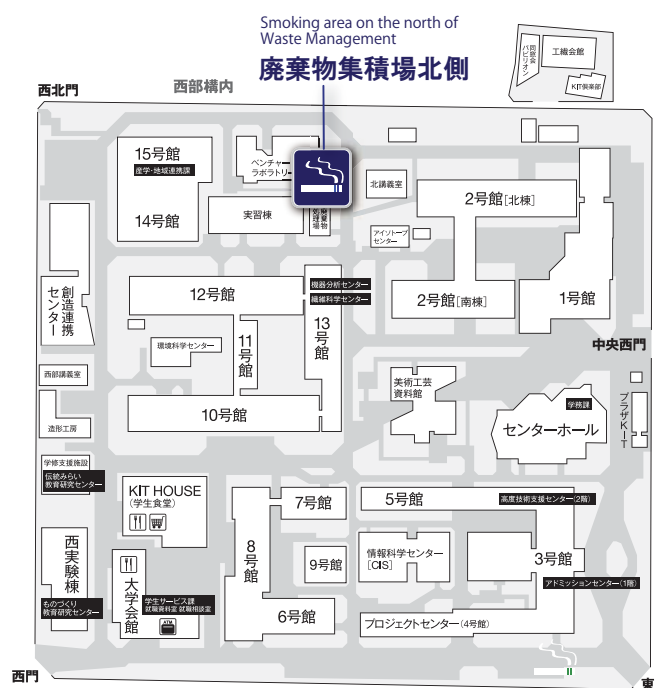 Smoking area on the north of
Waste Management
廃棄物集積場北側
同窓会
パビリオン
工繊会館
KIT倶楽部
西北門
西部構内
15号館
産学・地域連携課
14号館
ベンチャー
ラボラトリー
実習棟
廃棄物
処理場
北講義室
アイソトープ
センター
2号館[北棟]
2号館[南棟]
1号館
創造連携
センター
12号館
機器分析センター
繊維科学センター
13号館
11号館
環境科学センター
10号館
中央西門
西部講義室
造形工房
美術工芸
資料館
学務課
センターホール
プラザKIT
学修支援施設
伝統みらい
教育研究センター
KIT HOUSE
(学生食堂)
7号館
5号館
高度技術支援センター(2階)
8号館
9号館
情報科学センター
[CIS]
3号館
アドミッションセンター(1階)
西実験棟
ものづくり
教育研究センター
大学会館
学生サービス課
就職資料室 就職相談室
ATM
6号館
プロジェクトセンター(4号館)
西門
東